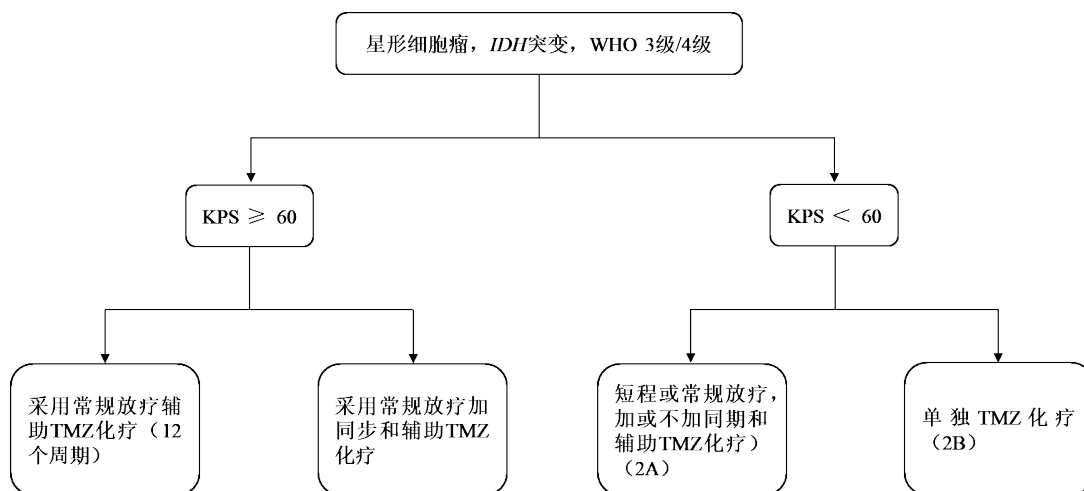 星形细胞瘤，IDH突变，WHO 3级/4级
KPS ≥ 60
KPS < 60
采用常规放疗辅
助TMZ化疗（12
个周期）
采用常规放疗加
同步和辅助TMZ
化疗
短程或常规放疗，
加或不加同期和
辅助TMZ化疗）
（2A）
单独TMZ化疗
（2B）